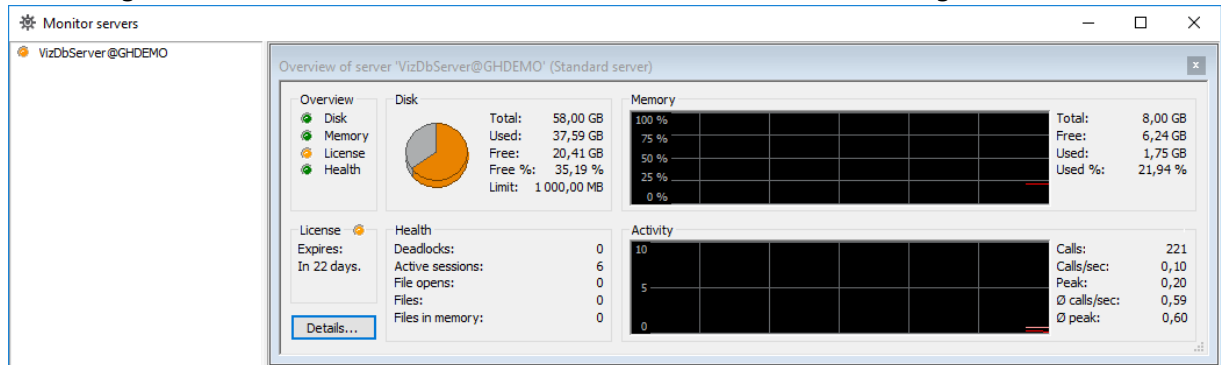 Monitor servers
VizDbServer@GHDEMO
Overview of server 'VizDbServer@GHDEMO' (Standard server)
Overview
Disk
Memory
License
Health
Disk
Total: 58,00 GB
Used: 37,59 GB
Free: 20,41 GB
Free %: 35,19 %
Limit: 1 000,00 MB
Memory
100 %
75 %
50 %
25 %
0 %
Total: 8,00 GB
Free: 6,24 GB
Used: 1,75 GB
Used %: 21,94 %
License
Expires:
In 22 days.
Details...
Health
Deadlocks: 0
Active sessions: 6
File opens: 0
Files: 0
Files in memory: 0
Activity
10
5
0
Calls: 221
Calls/sec: 0,10
Peak: 0,20
Ø calls/sec: 0,59
Ø peak: 0,60